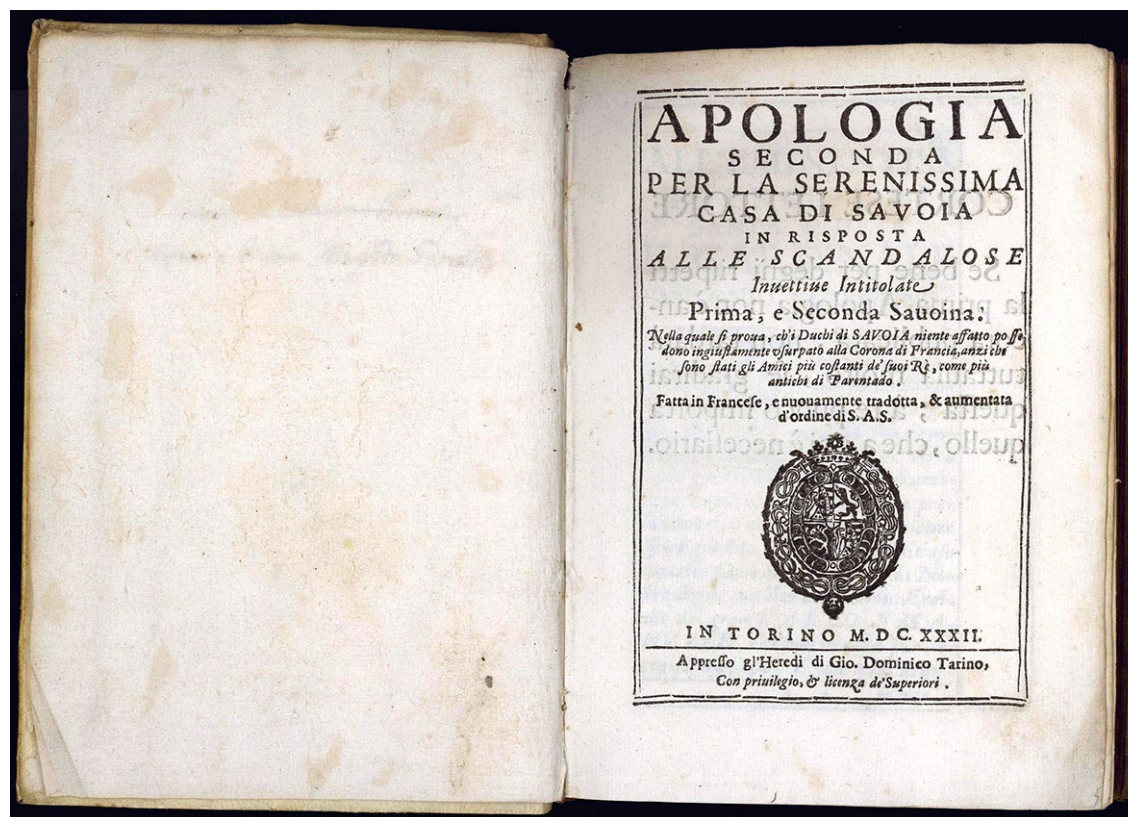 APOLOGIA
SECONDA
PER LA SERENISSIMA
CASA DI SAVOIA
IN RISPOSTA
ALLE SCANDALOSE
Inuettiue Intitolate
Prima, e Seconda Sauoina:
Nella quale ſi proua, ch'i Duchi di SAVOIA niente affatto poſſe
dono ingiuſtamente vſurpato alla Corona di Francia, anzi che
ſono ſtati gli Amici più coſtanti de' ſuoi Rè, come più
antichi di Parentado.
Fatta in Franceſe, e nuouamente tradotta, & aumentata
d'ordine di S. A. S.
IN TORINO M. DC. XXXII.
Appreſſo gl'Heredi di Gio. Dominico Tarino,
Con priuilegio, & licenza de' Superiori.